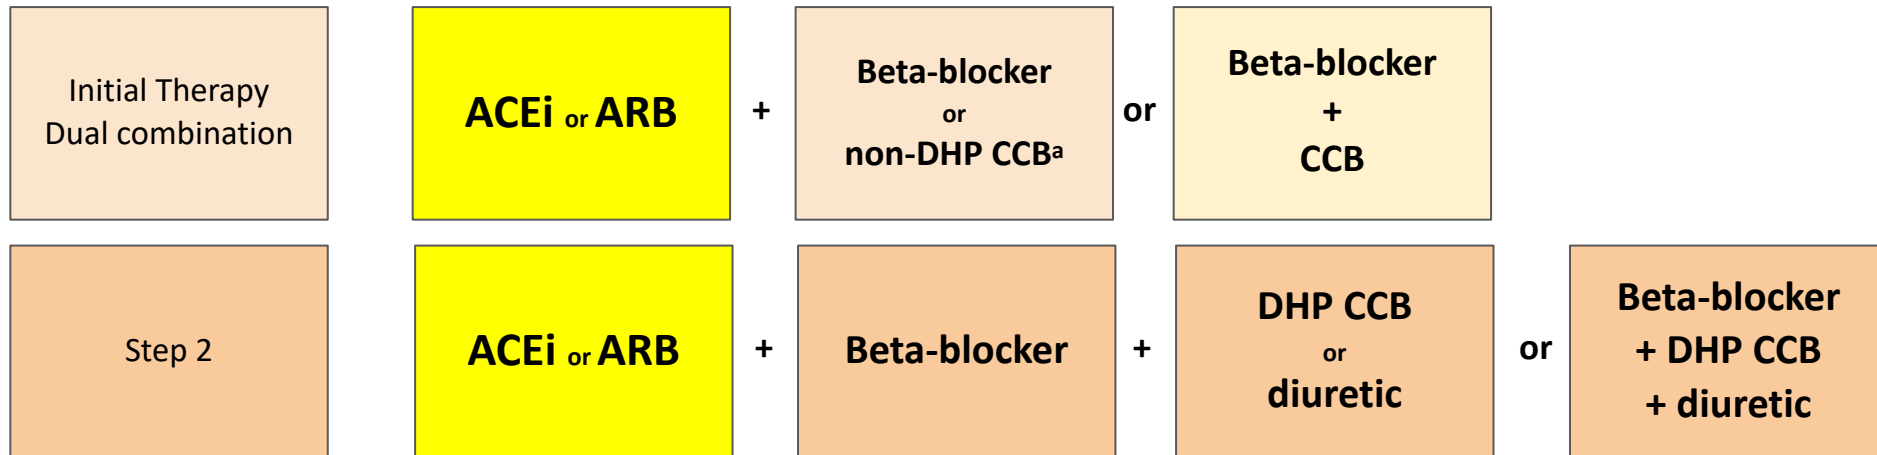 Initial Therapy
Dual combination
ACEi or ARB
+
Beta-blocker
or
non-DHP CCBᵃ
or
Beta-blocker
+
CCB
Step 2
ACEi or ARB
+
Beta-blocker
+
DHP CCB
or
diuretic
or
Beta-blocker
+ DHP CCB
+ diuretic